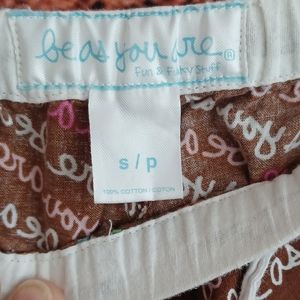 be as you are ®
Fun & Funky Stuff
s / p
100% COTTON / COTON